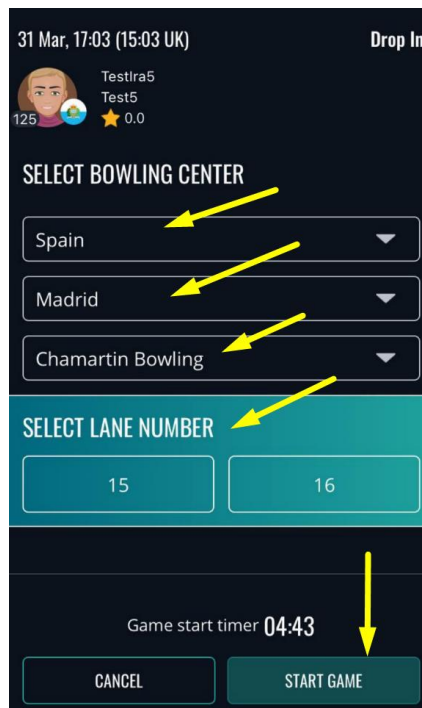 31 Mar, 17:03 (15:03 UK) Drop In
TestIra5
Test5
125
0.0
SELECT BOWLING CENTER
Spain
Madrid
Chamartin Bowling
SELECT LANE NUMBER
15 16
Game start timer 04:43
CANCEL START GAME